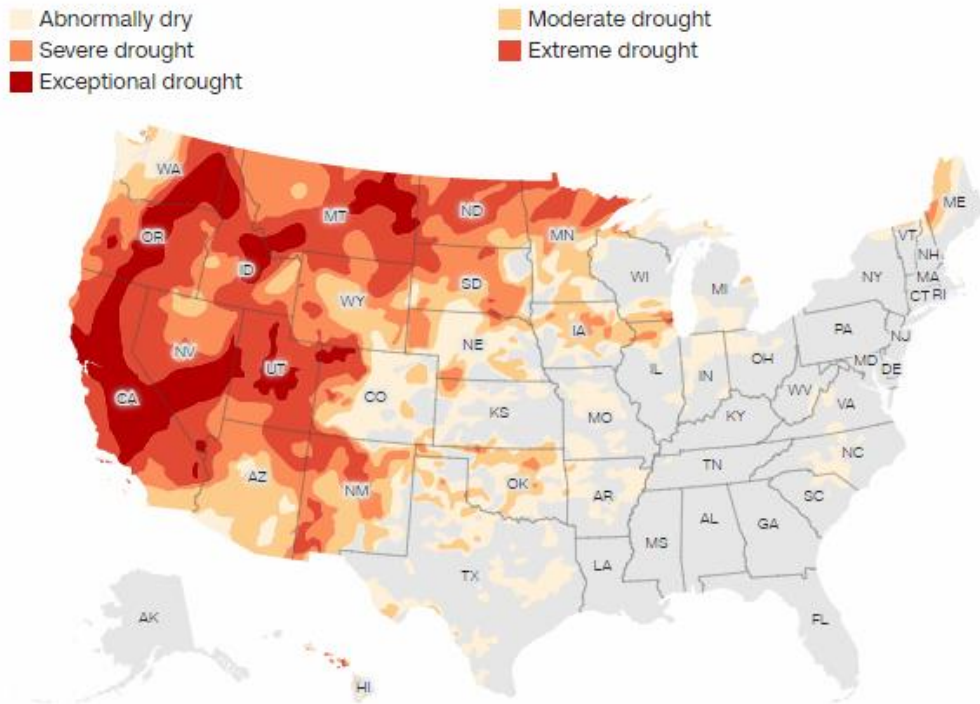 Abnormally dry
Moderate drought
Severe drought
Extreme drought
Exceptional drought
WA
ME
MT
ND
VT
OR
MN
NH
ID
WI
NY
MA
SD
MI
CT RI
WY
IA
PA
NJ
NV
NE
OH
MD
DE
UT
IL
IN
WV
CO
VA
CA
KS
MO
KY
NC
TN
AZ
NM
OK
AR
SC
MS
AL
GA
TX
LA
AK
FL
HI